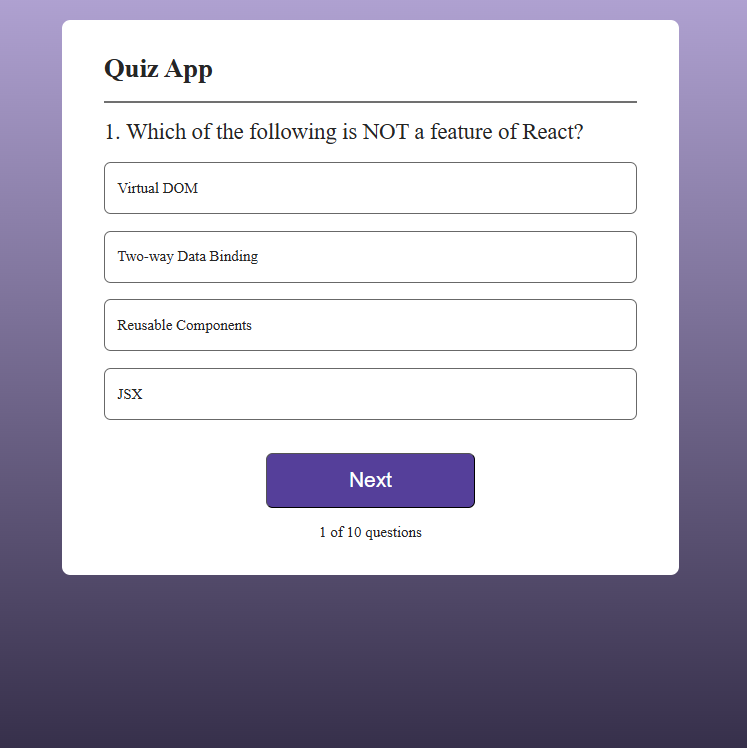 Quiz App
1. Which of the following is NOT a feature of React?
Virtual DOM
Two-way Data Binding
Reusable Components
JSX
Next
1 of 10 questions